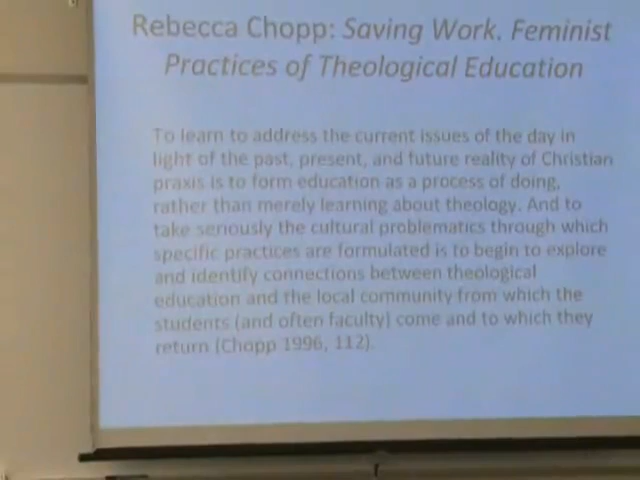 Rebecca Chopp: Saving Work. Feminist
Practices of Theological Education
To learn to address the current issues of the day in
light of the past, present, and future reality of Christian
praxis is to form education as a process of doing,
rather than merely learning about theology. And to
take seriously the cultural problematics through which
specific practices are formulated is to begin to explore
and identify connections between theological
education and the local community from which the
students (and often faculty) come and to which they
return (Chopp 1996, 112).